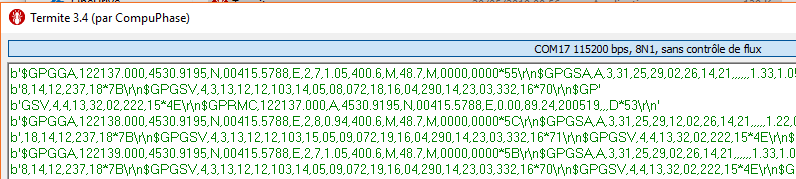 Termite 3.4 (par CompuPhase)
COM17 115200 bps, 8N1, sans contrôle de flux
b'$GPGGA,122137.000,4530.9195,N,00415.5788,E,2,7,1.05,400.6,M,48.7,M,0000,0000*55\r\n$GPGSA,A,3,31,25,29,02,26,14,21,,,,,,1.33,1.0
b'8,14,12,237,18*7B\r\n$GPGSV,4,3,13,12,12,103,14,05,08,072,18,16,04,290,14,23,03,332,16*70\r\n$GP'
b'GSV,4,4,13,32,02,222,15*4E\r\n$GPRMC,122137.000,A,4530.9195,N,00415.5788,E,0.00,89.24,200519,,,D*53\r\n'
b'$GPGGA,122138.000,4530.9195,N,00415.5788,E,2,8,0.94,400.6,M,48.7,M,0000,0000*5C\r\n$GPGSA,A,3,31,25,29,12,02,26,14,21,,,,,1.22,0
b',18,14,12,237,18*7B\r\n$GPGSV,4,3,13,12,12,103,15,05,09,072,19,16,04,290,14,23,03,332,16*71\r\n$GPGSV,4,4,13,32,02,222,15*4E\r\n
b'$GPGGA,122139.000,4530.9195,N,00415.5788,E,2,7,1.05,400.6,M,48.7,M,0000,0000*5B\r\n$GPGSA,A,3,31,25,29,02,26,14,21,,,,,,1.33,1.0
b'8,14,12,237,18*7B\r\n$GPGSV,4,3,13,12,12,103,14,05,09,072,19,16,04,290,14,23,03,332,16*70\r\n$GPGSV,4,4,13,32,02,222,15*4E\r\n$G